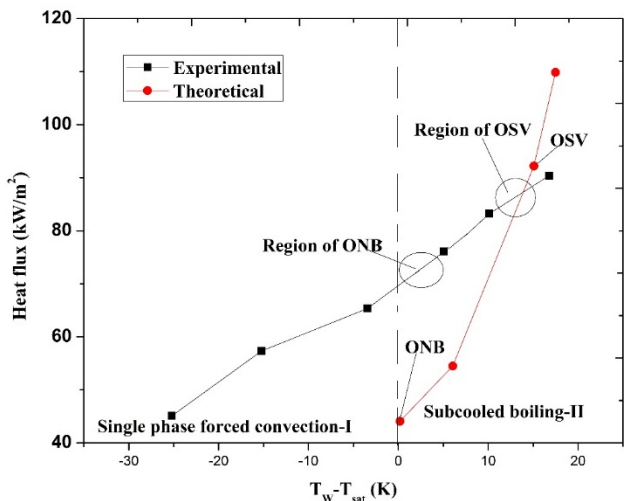 120
100
80
60
40
Heat flux (kW/m²)
Experimental
Theoretical
Region of OSV
OSV
Region of ONB
ONB
Single phase forced convection-I
Subcooled boiling-II
-30
-20
-10
0
10
20
T_W-T_sat (K)